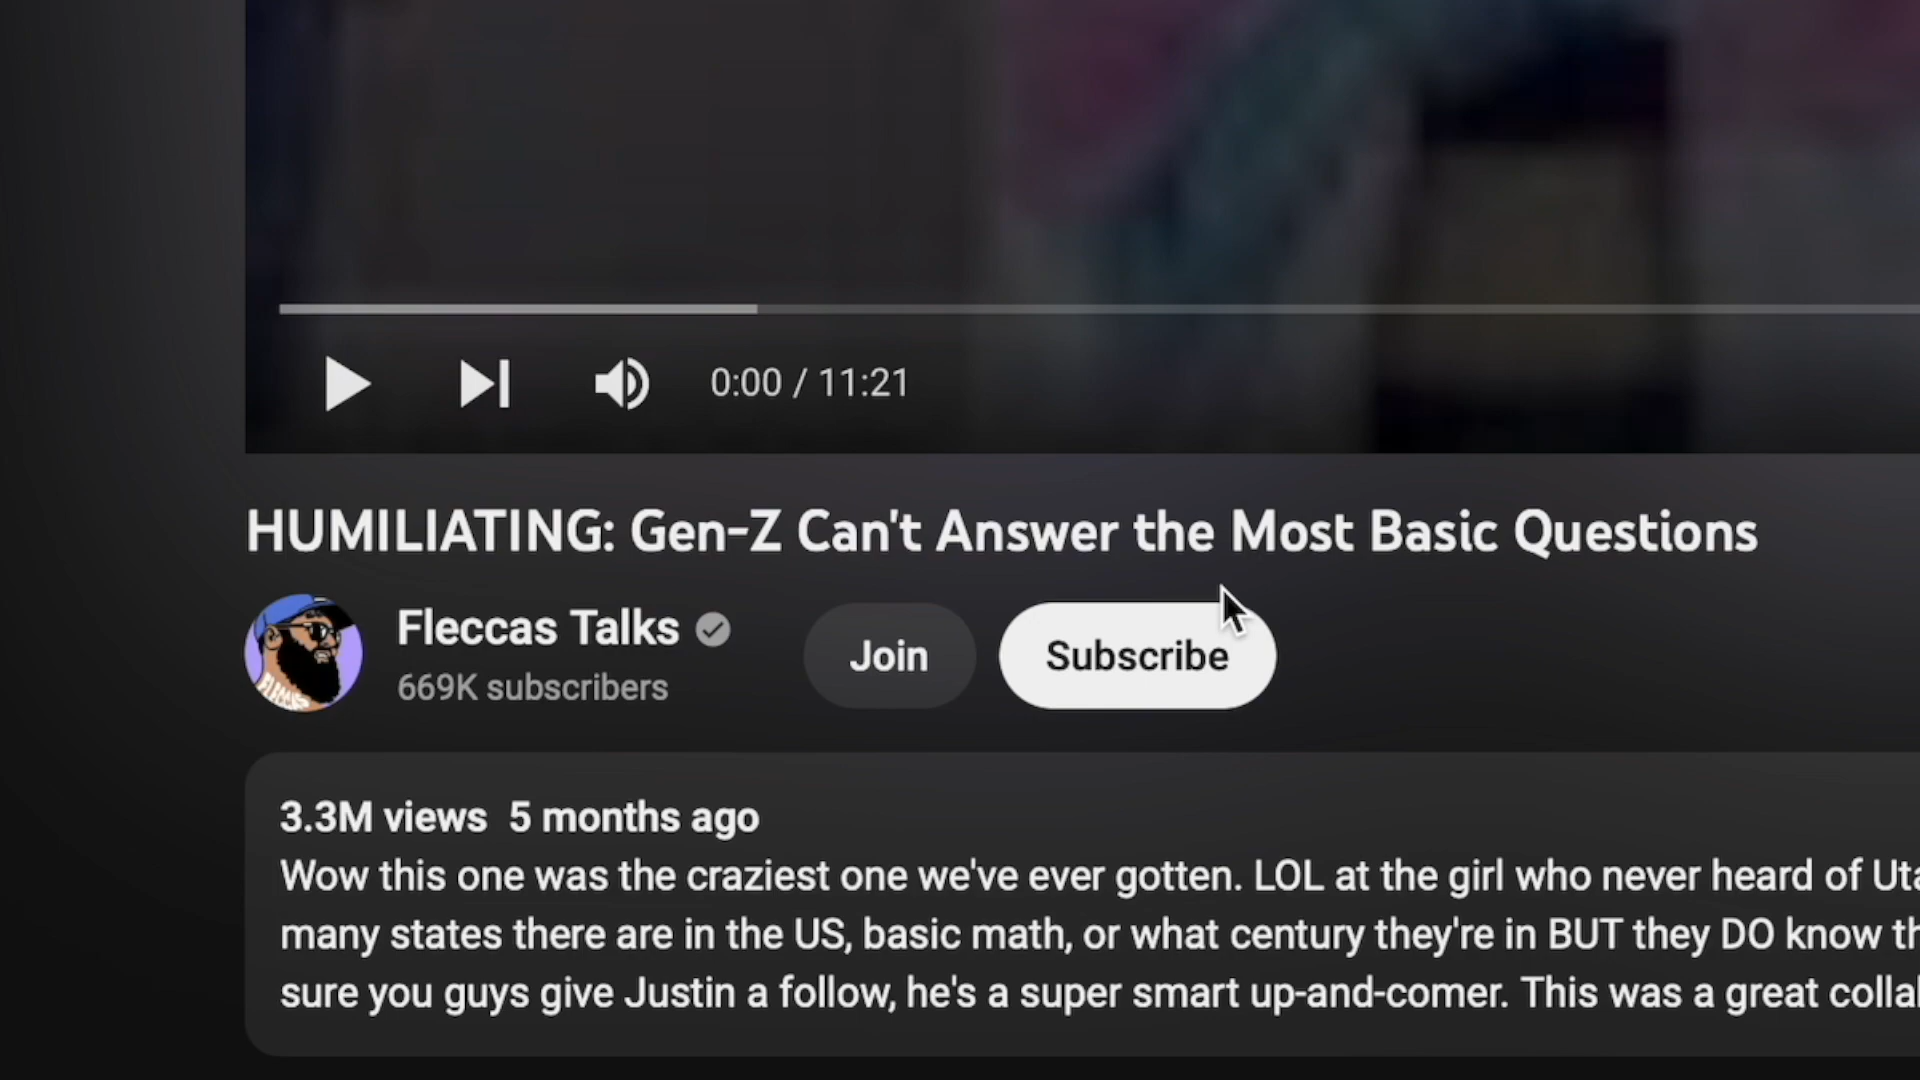 0:00 / 11:21
HUMILIATING: Gen-Z Can't Answer the Most Basic Questions
Fleccas Talks
669K subscribers
Join
Subscribe
3.3M views 5 months ago
Wow this one was the craziest one we've ever gotten. LOL at the girl who never heard of
many states there are in the US, basic math, or what century they're in BUT they DO know
sure you guys give Justin a follow, he's a super smart up-and-comer. This was a great